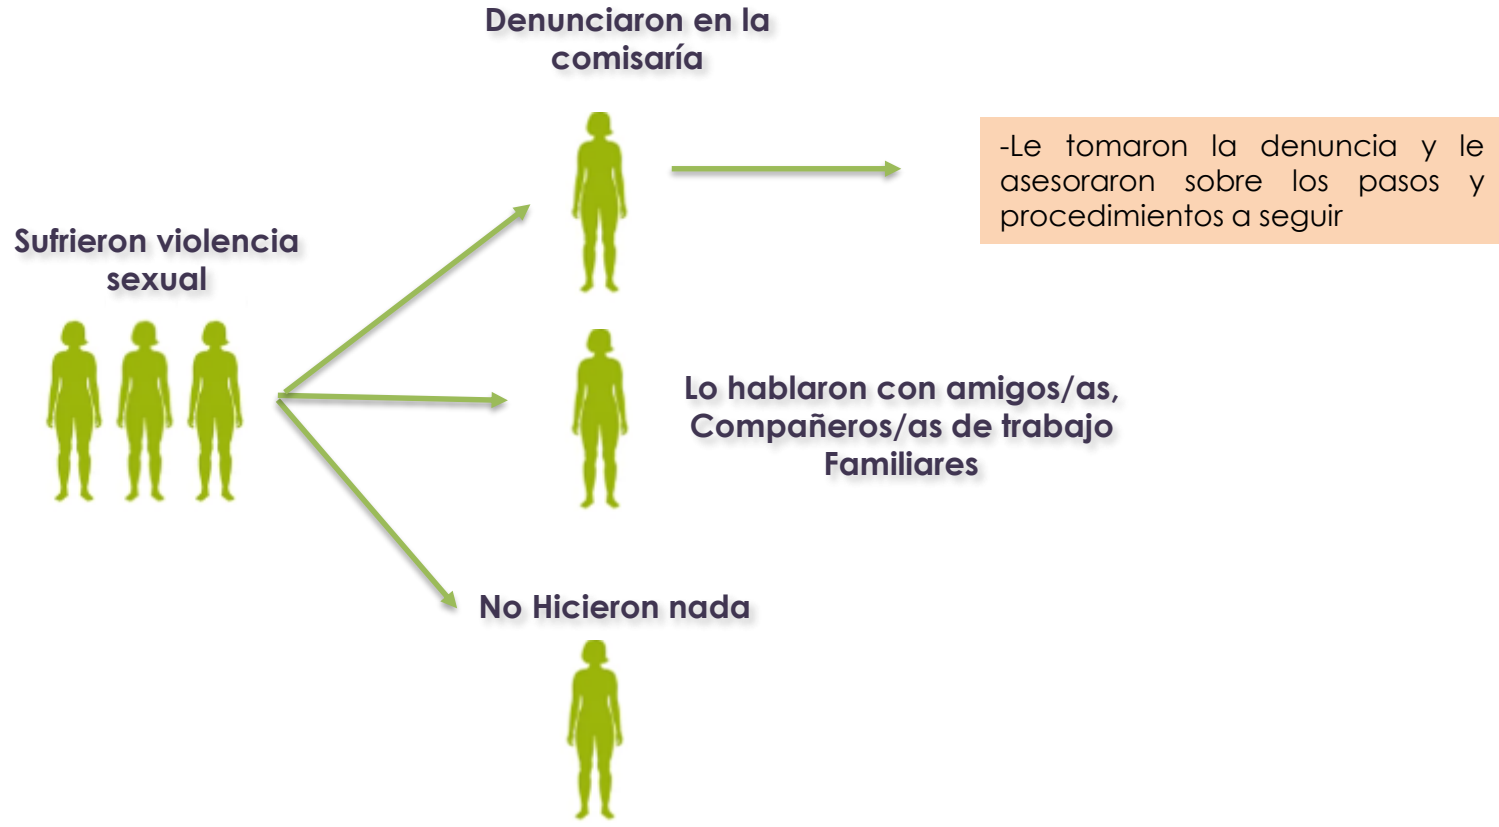 Denunciaron en la
comisaría
-Le tomaron la denuncia y le
asesoraron sobre los pasos y
procedimientos a seguir
Sufrieron violencia
sexual
Lo hablaron con amigos/as,
Compañeros/as de trabajo
Familiares
No Hicieron nada